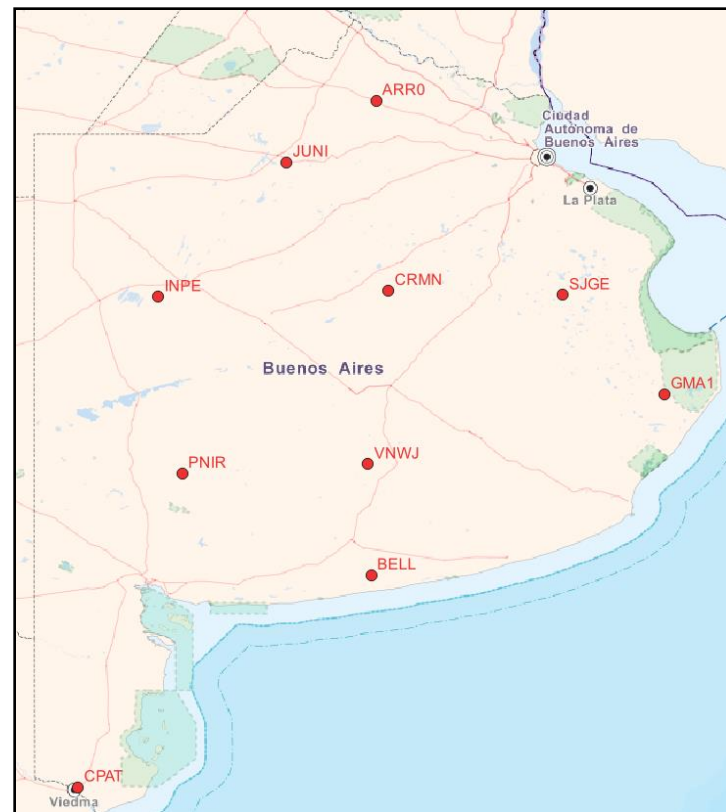 ARR0
Ciudad
Autónoma de
Buenos Aires
JUNI
La Plata
INPE
CRMN
SJGE
Buenos Aires
GMA1
PNIR
VNWJ
BELL
CPAT
Viedma